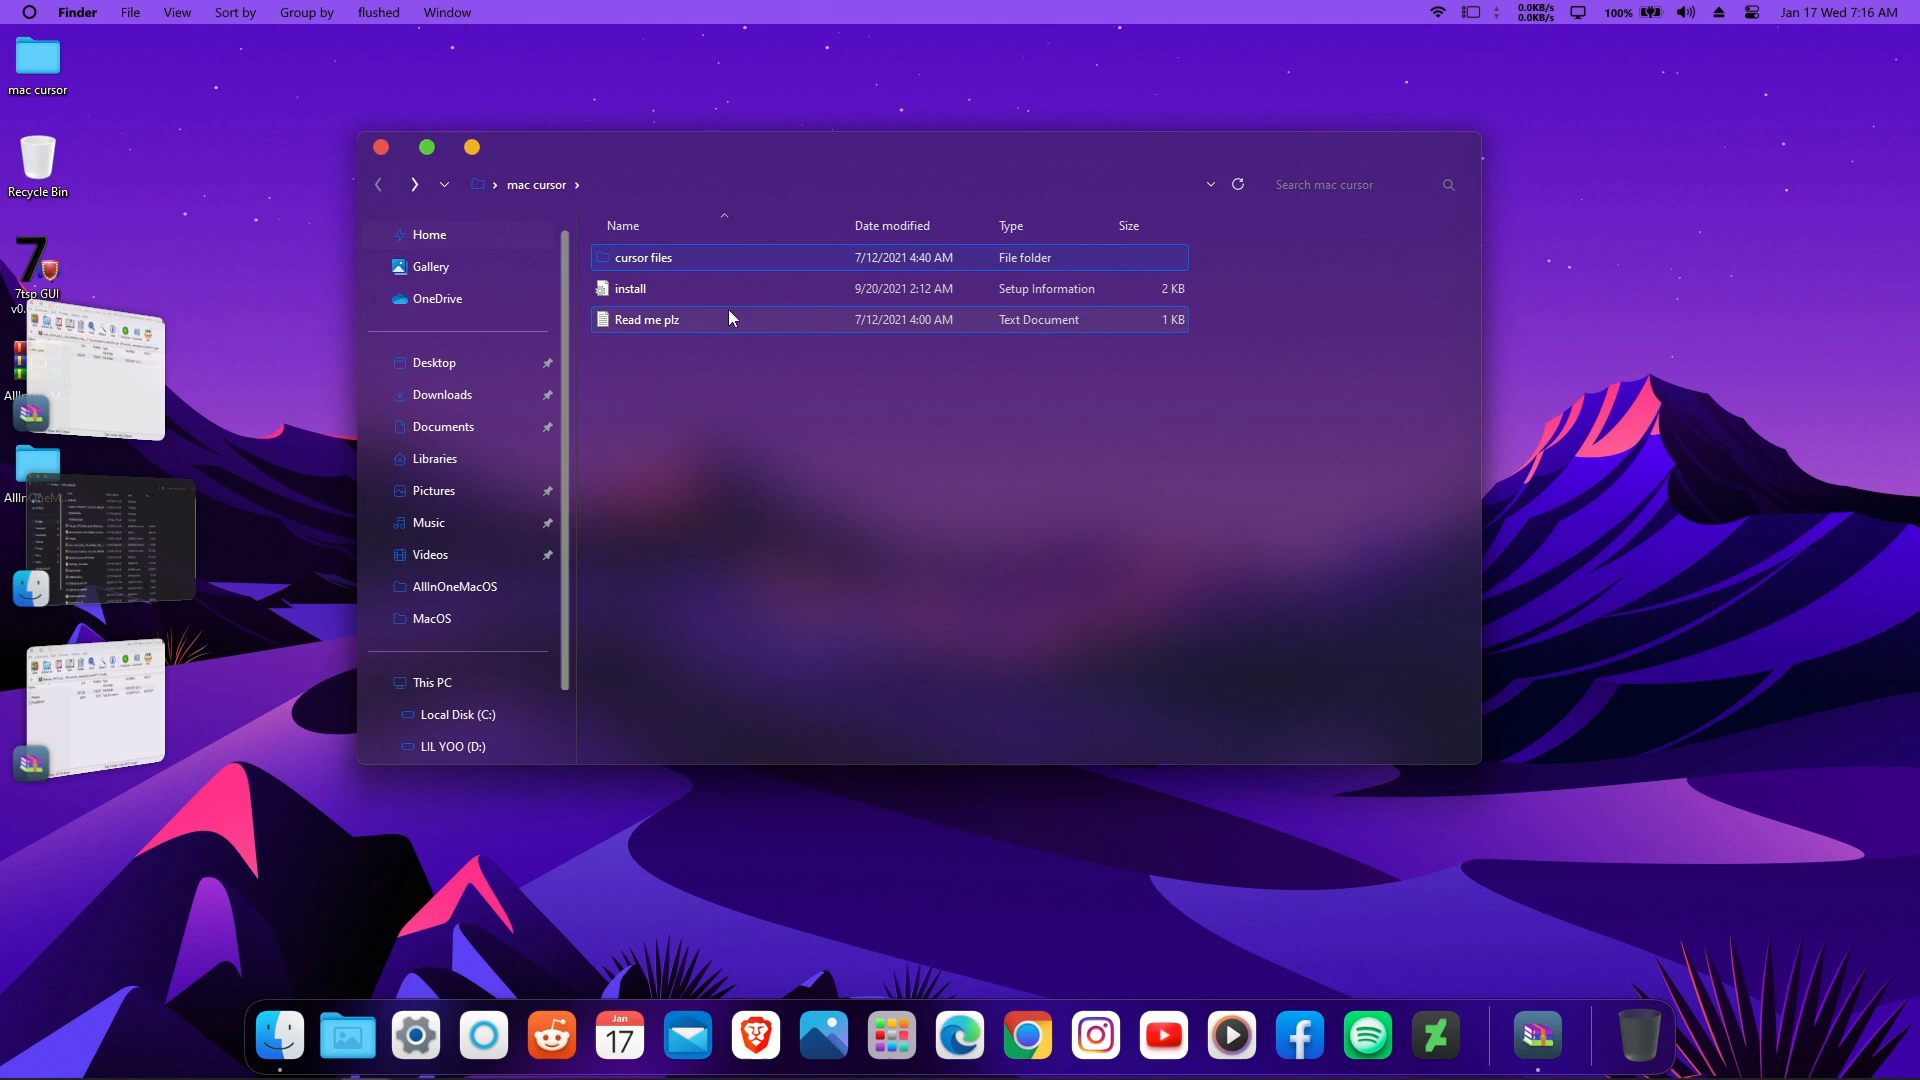 Finder File View Sort by Group by flushed Window
0.0KB/s
0.0KB/s
100%
Jan 17 Wed 7:16 AM
mac cursor
Recycle Bin
7tsp GUI
v0.
mac cursor
Search mac cursor
Name Date modified Type Size
Home
Gallery
OneDrive
Desktop
Downloads
Documents
Libraries
Pictures
Music
Videos
AllInOneMacOS
MacOS
This PC
Local Disk (C:)
LIL YOO (D:)
cursor files 7/12/2021 4:40 AM File folder
install 9/20/2021 2:12 AM Setup Information 2 KB
Read me plz 7/12/2021 4:00 AM Text Document 1 KB
Jan
17